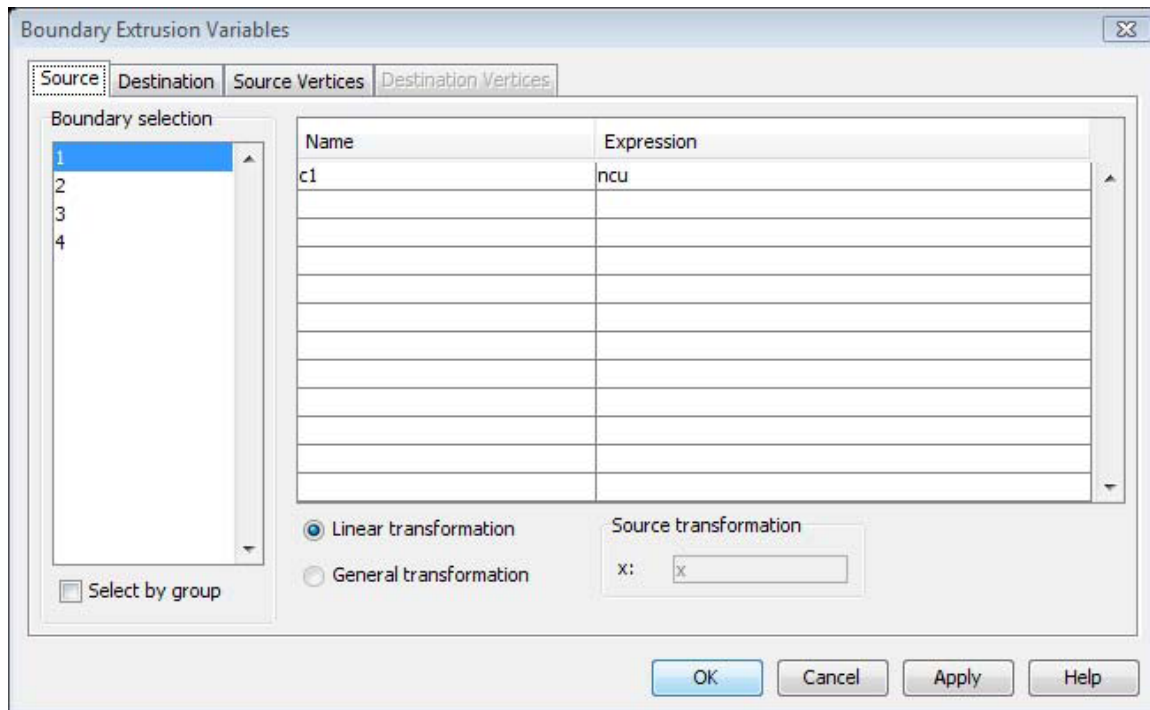 Boundary Extrusion Variables
Source Destination Source Vertices Destination Vertices
Boundary selection
1
2
3
4
Select by group
Name Expression
c1 ncu
Linear transformation
General transformation
Source transformation
x: x
OK Cancel Apply Help